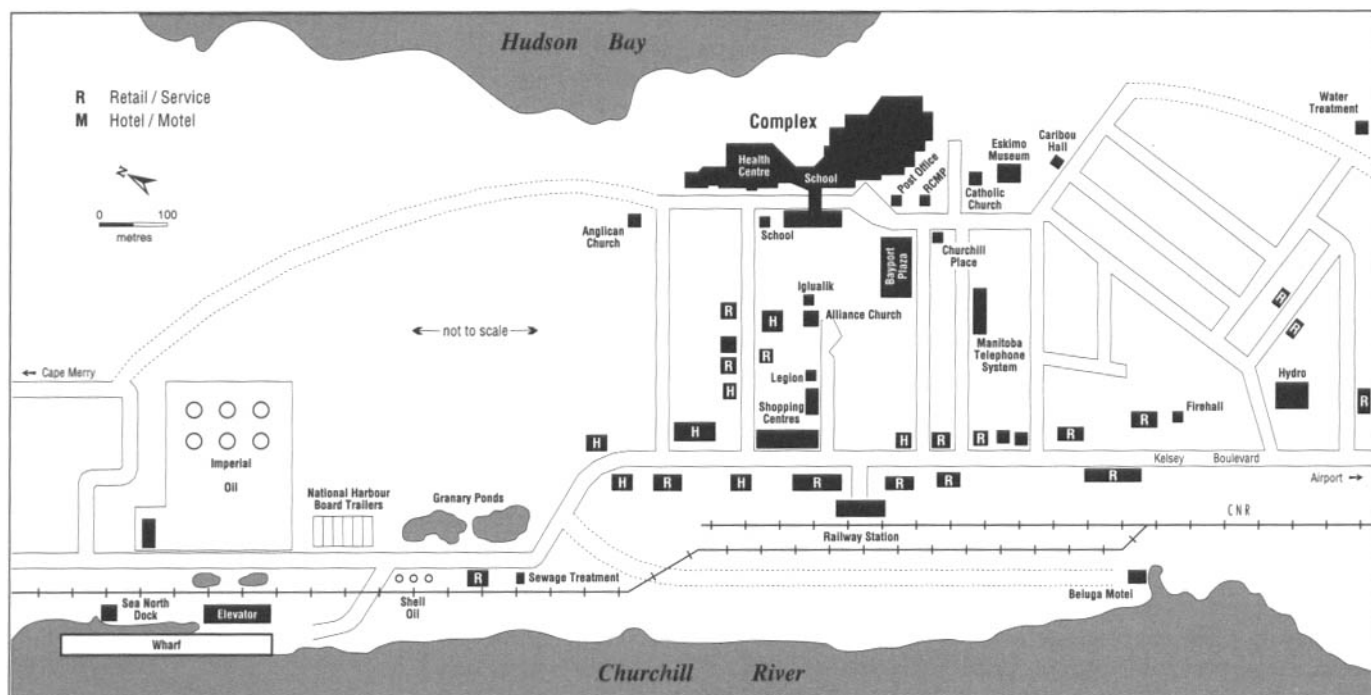 Hudson Bay
R Retail / Service
M Hotel / Motel
N
0 100
metres
Complex
Health
Centre
School
Post Office
RCMP
Catholic
Church
Eskimo
Museum
Caribou
Hall
Water
Treatment
Anglican
Church
School
Bayport
Plaza
Churchill
Place
Iglualik
Alliance Church
R
H
R
R
R
← not to scale →
Manitoba
Telephone
System
R
H
Legion
Shopping
Centres
← Cape Merry
Hydro
R
Firehall
R
R
H
H
H
R
R
Imperial
Oil
Kelsey Boulevard
Airport →
H
R
H
R
R
R
R
National Harbour
Board Trailers
Granary Ponds
CNR
Railway Station
R
Sewage Treatment
Shell
Oil
Beluga Motel
Sea North
Dock
Elevator
Wharf
Churchill River